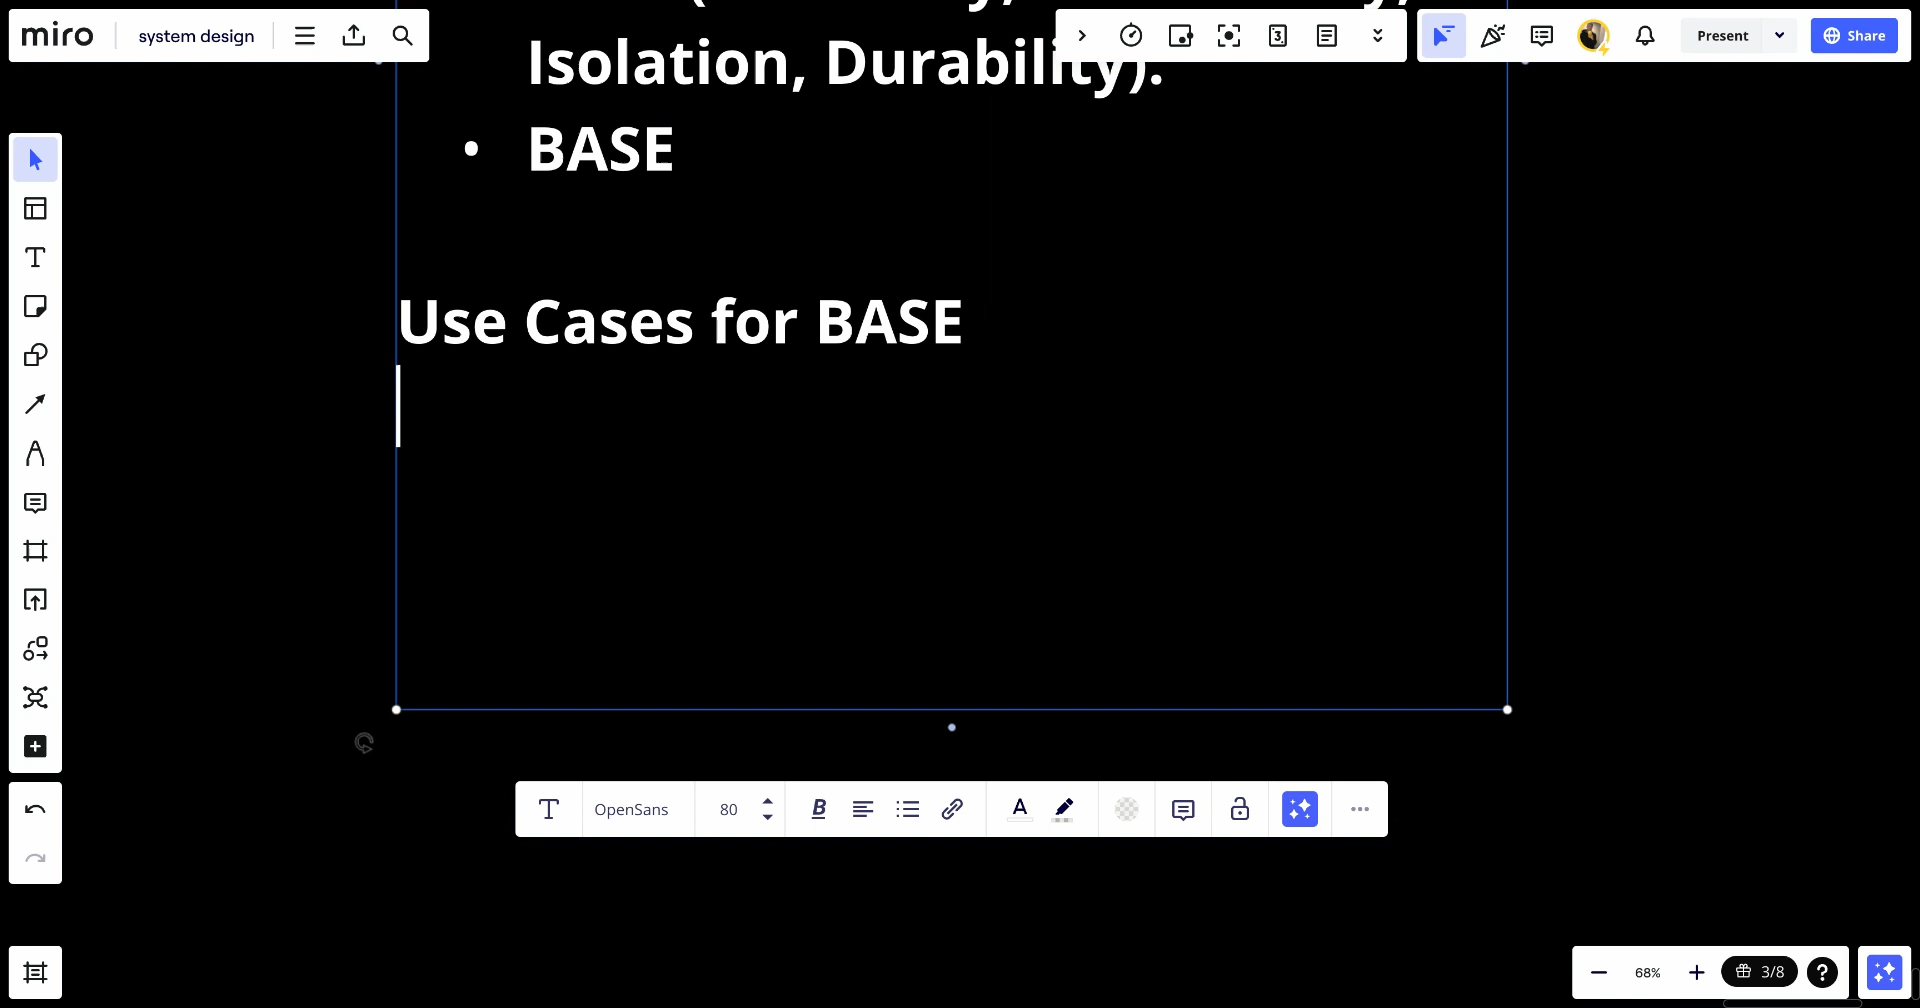 miro
system design
Present
Share
Isolation, Durability).
• BASE
Use Cases for BASE
OpenSans
80
B
A
68%
3/8
?